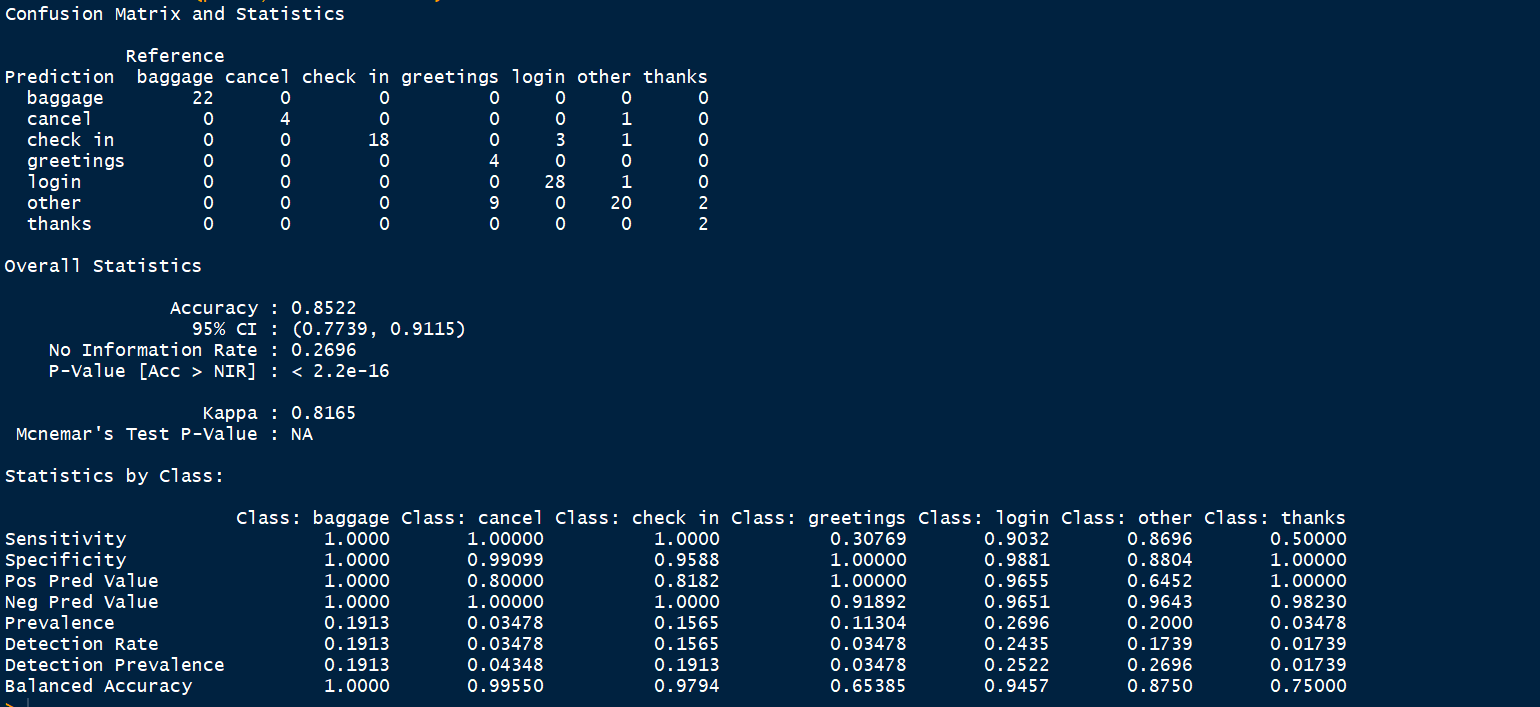 Confusion Matrix and Statistics
Reference
Prediction baggage cancel check in greetings login other thanks
baggage 22 0 0 0 0 0 0
cancel 0 4 0 0 0 1 0
check in 0 0 18 0 3 1 0
greetings 0 0 0 4 0 0 0
login 0 0 0 0 28 1 0
other 0 0 0 9 0 20 2
thanks 0 0 0 0 0 0 2
Overall Statistics
Accuracy : 0.8522
95% CI : (0.7739, 0.9115)
No Information Rate : 0.2696
P-Value [Acc > NIR] : < 2.2e-16
Kappa : 0.8165
Mcnemar's Test P-Value : NA
Statistics by Class:
Class: baggage Class: cancel Class: check in Class: greetings Class: login Class: other Class: thanks
Sensitivity 1.0000 1.00000 1.0000 0.30769 0.9032 0.8696 0.50000
Specificity 1.0000 0.99099 0.9588 1.00000 0.9881 0.8804 1.00000
Pos Pred Value 1.0000 0.80000 0.8182 1.00000 0.9655 0.6452 1.00000
Neg Pred Value 1.0000 1.00000 1.0000 0.91892 0.9651 0.9643 0.98230
Prevalence 0.1913 0.03478 0.1565 0.11304 0.2696 0.2000 0.03478
Detection Rate 0.1913 0.03478 0.1565 0.03478 0.2435 0.1739 0.01739
Detection Prevalence 0.1913 0.04348 0.1913 0.03478 0.2522 0.2696 0.01739
Balanced Accuracy 1.0000 0.99550 0.9794 0.65385 0.9457 0.8750 0.75000